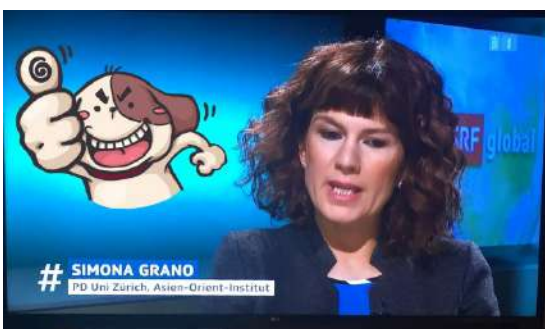 SRF global
# SIMONA GRANO
PD Uni Zürich, Asien-Orient-Institut